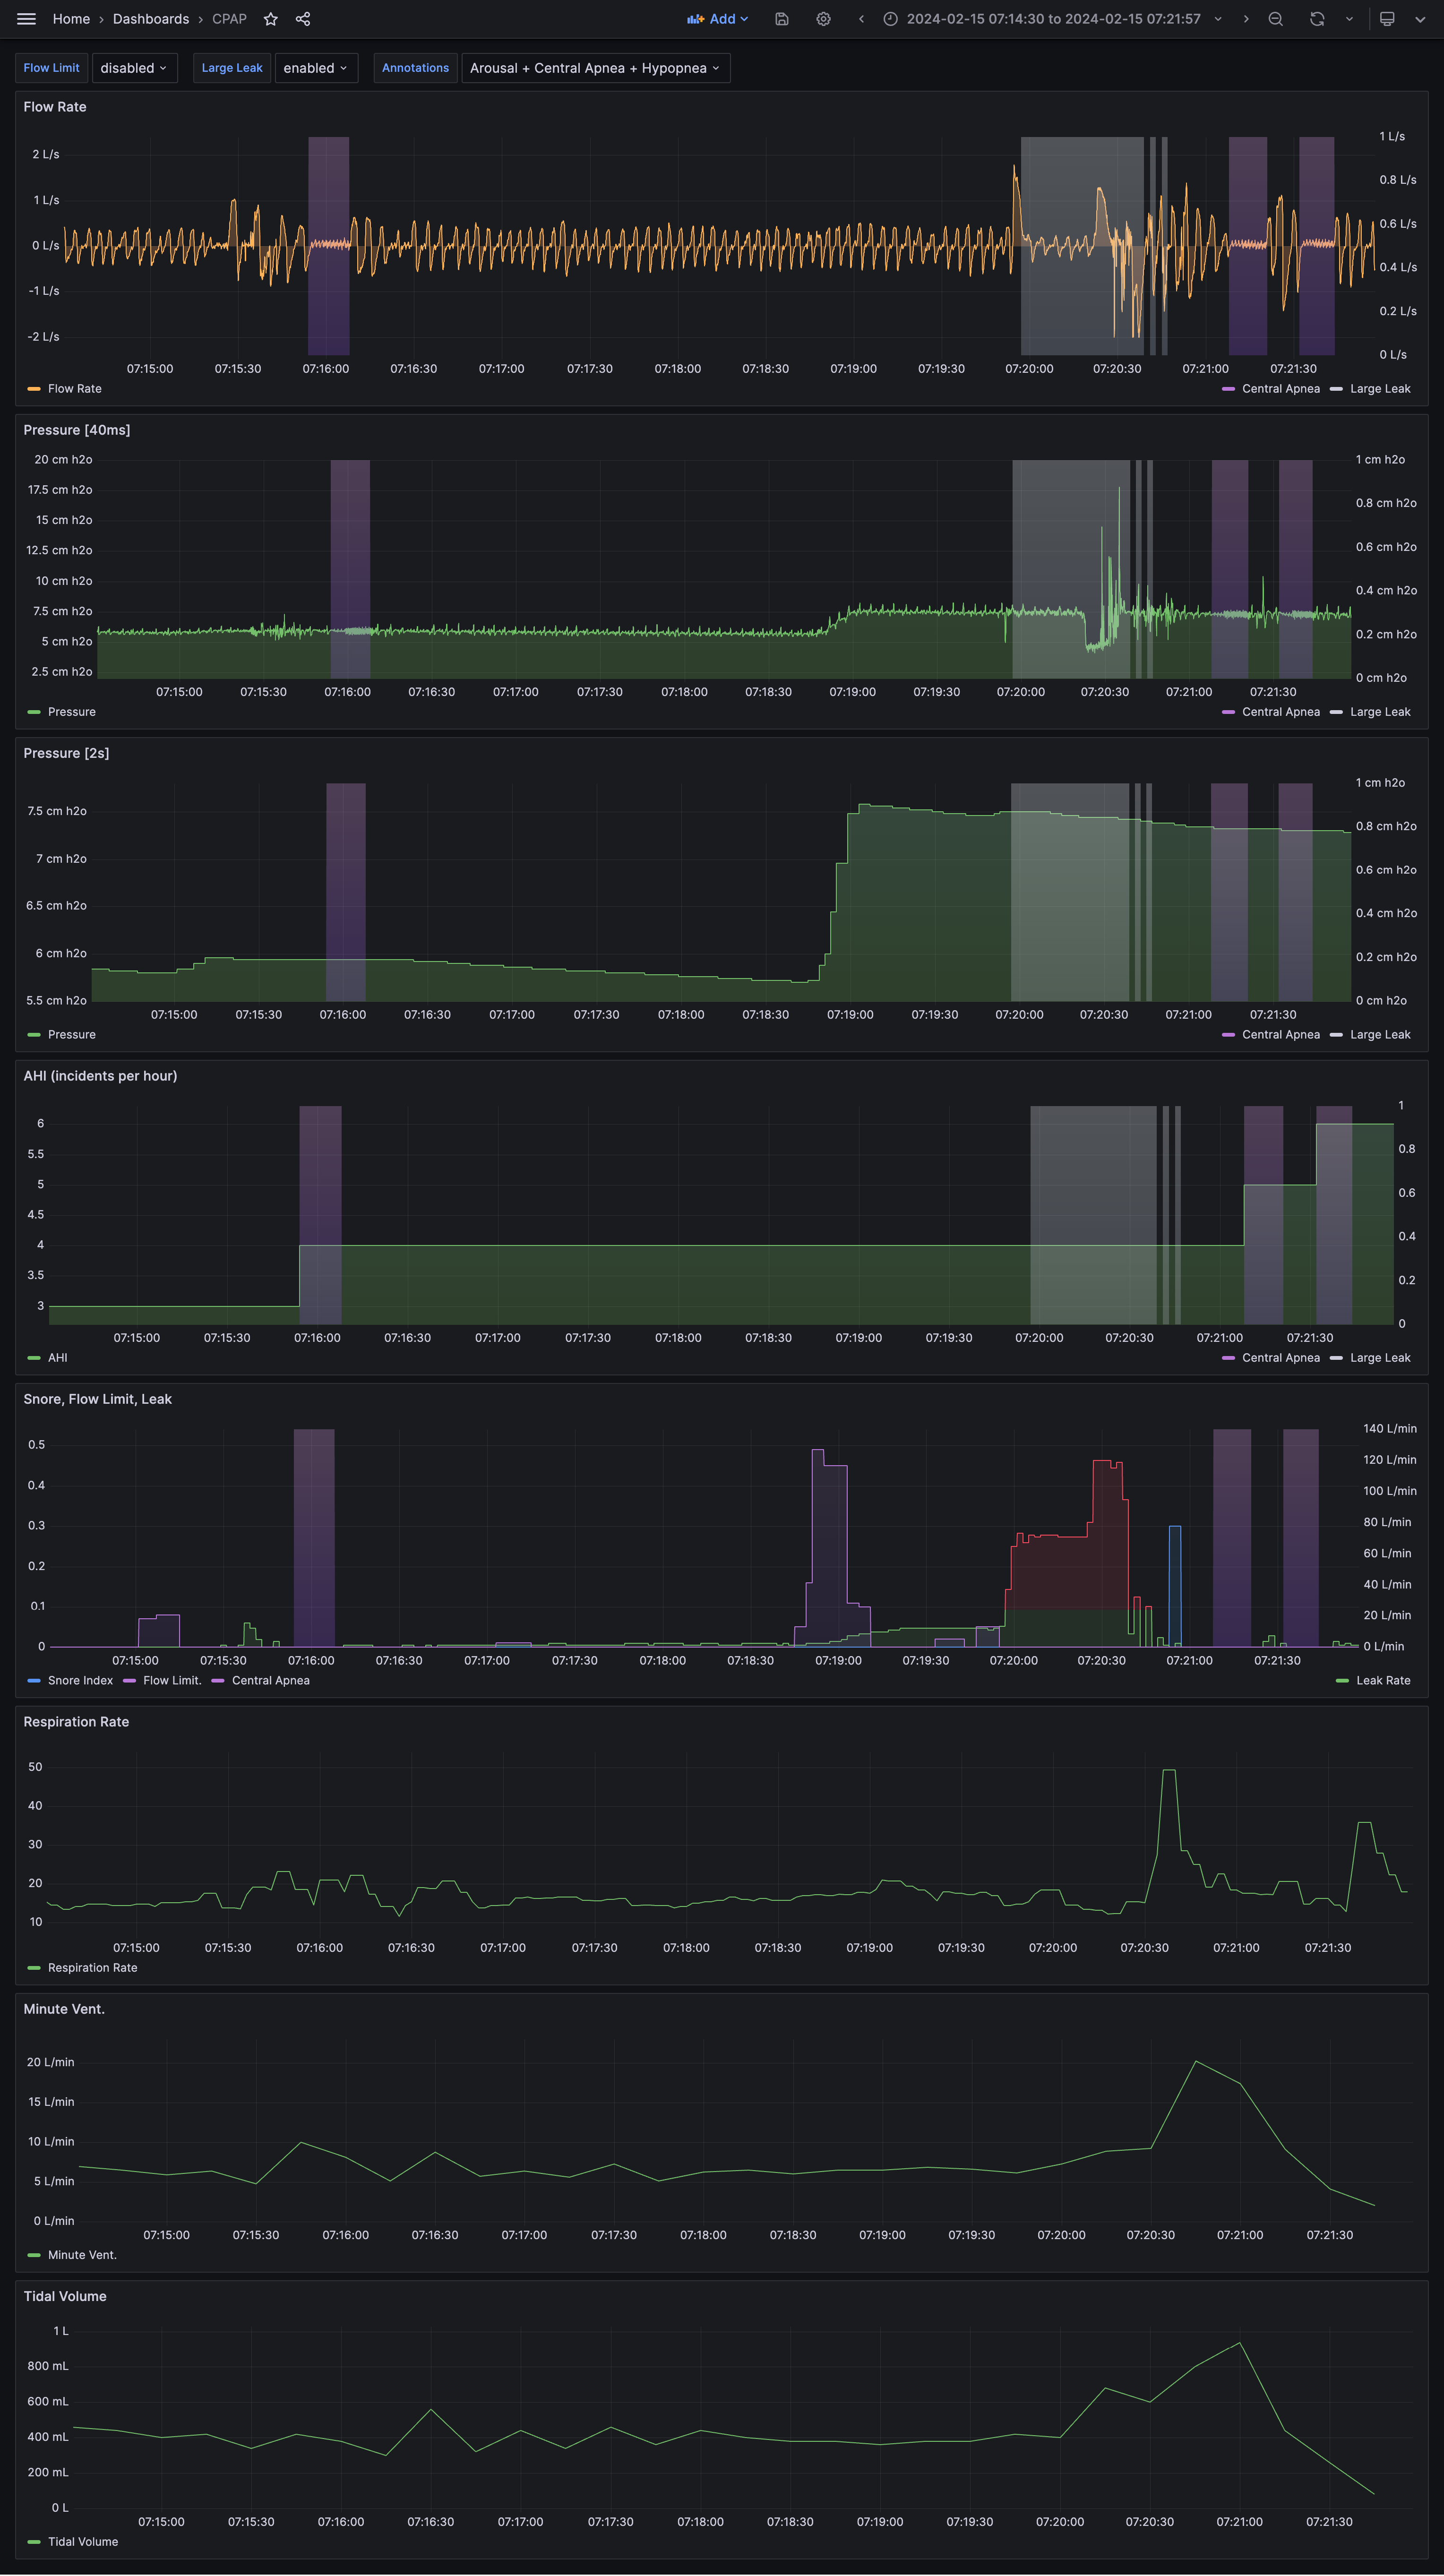 Home › Dashboards › CPAP Add 2024-02-15 07:14:30 to 2024-02-15 07:21:57
Flow Limit disabled Large Leak enabled Annotations Arousal + Central Apnea + Hypopnea
Flow Rate
1 L/s
2 L/s
0.8 L/s
1 L/s
0.6 L/s
0 L/s
0.4 L/s
-1 L/s
0.2 L/s
-2 L/s
0 L/s
07:15:00 07:15:30 07:16:00 07:16:30 07:17:00 07:17:30 07:18:00 07:18:30 07:19:00 07:19:30 07:20:00 07:20:30 07:21:00 07:21:30
Flow Rate Central Apnea Large Leak
Pressure [40ms]
20 cm h2o 1 cm h2o
17.5 cm h2o
0.8 cm h2o
15 cm h2o
12.5 cm h2o 0.6 cm h2o
10 cm h2o
0.4 cm h2o
7.5 cm h2o
5 cm h2o 0.2 cm h2o
2.5 cm h2o
0 cm h2o
07:15:00 07:15:30 07:16:00 07:16:30 07:17:00 07:17:30 07:18:00 07:18:30 07:19:00 07:19:30 07:20:00 07:20:30 07:21:00 07:21:30
Pressure Central Apnea Large Leak
Pressure [2s]
1 cm h2o
7.5 cm h2o
0.8 cm h2o
7 cm h2o
0.6 cm h2o
6.5 cm h2o
0.4 cm h2o
6 cm h2o
0.2 cm h2o
5.5 cm h2o 0 cm h2o
07:15:00 07:15:30 07:16:00 07:16:30 07:17:00 07:17:30 07:18:00 07:18:30 07:19:00 07:19:30 07:20:00 07:20:30 07:21:00 07:21:30
Pressure Central Apnea Large Leak
AHI (incidents per hour)
1
6
5.5 0.8
5
0.6
4.5
4 0.4
3.5
0.2
3
0
07:15:00 07:15:30 07:16:00 07:16:30 07:17:00 07:17:30 07:18:00 07:18:30 07:19:00 07:19:30 07:20:00 07:20:30 07:21:00 07:21:30
AHI Central Apnea Large Leak
Snore, Flow Limit, Leak
140 L/min
0.5
120 L/min
0.4
100 L/min
0.3 80 L/min
60 L/min
0.2
40 L/min
0.1
20 L/min
0 0 L/min
07:15:00 07:15:30 07:16:00 07:16:30 07:17:00 07:17:30 07:18:00 07:18:30 07:19:00 07:19:30 07:20:00 07:20:30 07:21:00 07:21:30
Snore Index Flow Limit. Central Apnea Leak Rate
Respiration Rate
50
40
30
20
10
07:15:00 07:15:30 07:16:00 07:16:30 07:17:00 07:17:30 07:18:00 07:18:30 07:19:00 07:19:30 07:20:00 07:20:30 07:21:00 07:21:30
Respiration Rate
Minute Vent.
20 L/min
15 L/min
10 L/min
5 L/min
0 L/min
07:15:00 07:15:30 07:16:00 07:16:30 07:17:00 07:17:30 07:18:00 07:18:30 07:19:00 07:19:30 07:20:00 07:20:30 07:21:00 07:21:30
Minute Vent.
Tidal Volume
1 L
800 mL
600 mL
400 mL
200 mL
0 L
07:15:00 07:15:30 07:16:00 07:16:30 07:17:00 07:17:30 07:18:00 07:18:30 07:19:00 07:19:30 07:20:00 07:20:30 07:21:00 07:21:30
Tidal Volume